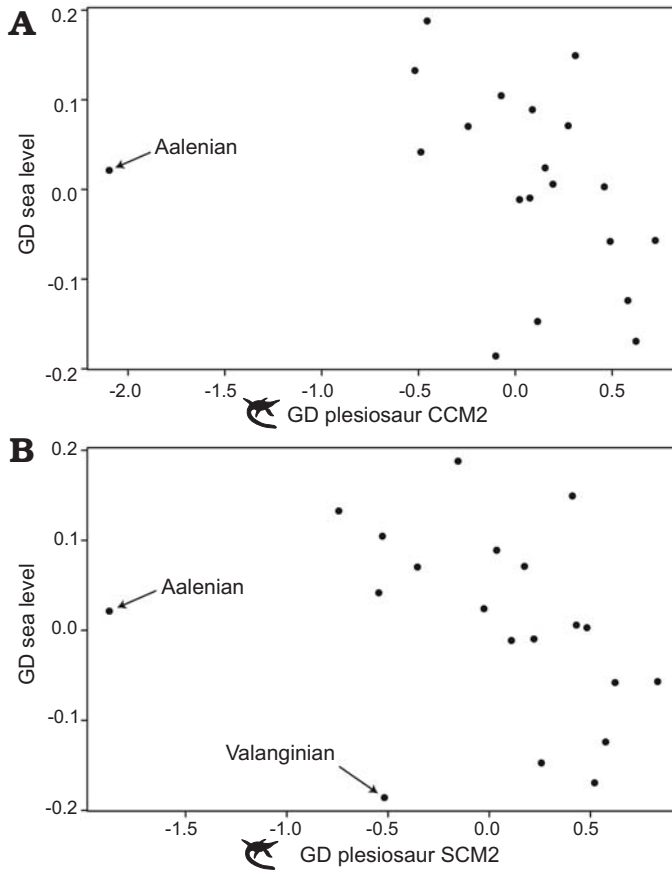 A
0.2
0.1
0.0
-0.1
-0.2
GD sea level
Aalenian
-2.0 -1.5 -1.0 -0.5 0.0 0.5
GD plesiosaur CCM2
B
0.2
0.1
0.0
-0.1
-0.2
GD sea level
Aalenian
Valanginian
-1.5 -1.0 -0.5 0.0 0.5
GD plesiosaur SCM2